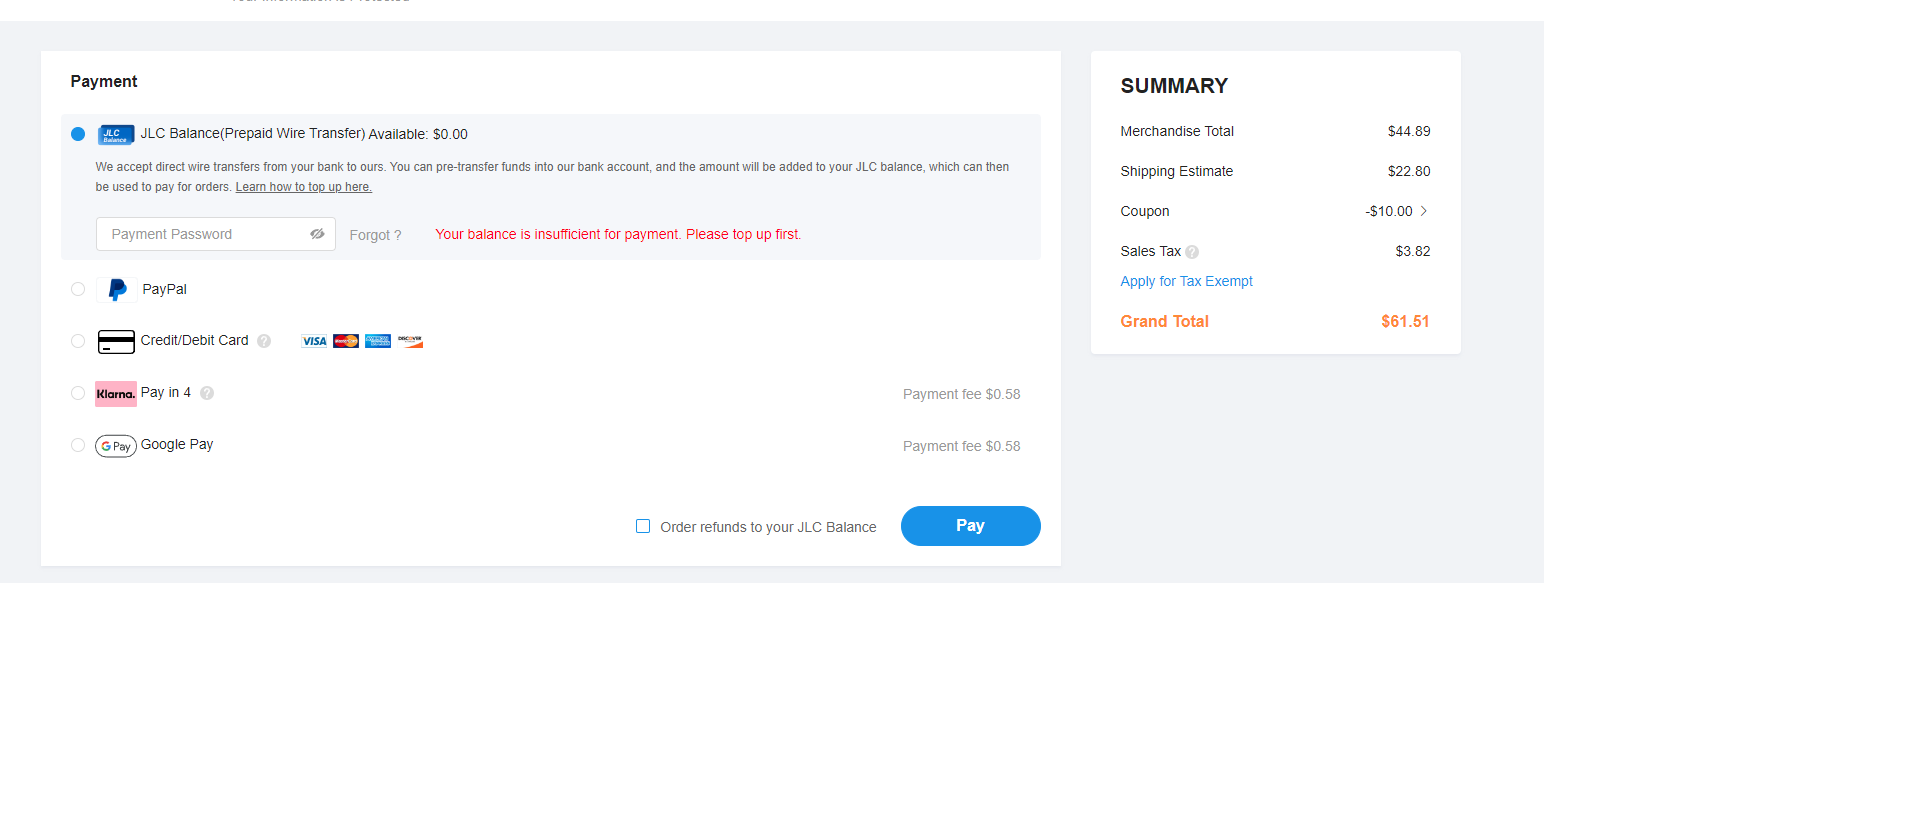 Your Information is Protected
Payment
JLC Balance
JLC Balance(Prepaid Wire Transfer) Available: $0.00
We accept direct wire transfers from your bank to ours. You can pre-transfer funds into our bank account, and the amount will be added to your JLC balance, which can then
be used to pay for orders. Learn how to top up here.
Payment Password
Forgot ?
Your balance is insufficient for payment. Please top up first.
PayPal
Credit/Debit Card ?
VISA MasterCard DISCOVER
Klarna. Pay in 4 ?
Payment fee $0.58
G Pay Google Pay
Payment fee $0.58
Order refunds to your JLC Balance
Pay
SUMMARY
Merchandise Total $44.89
Shipping Estimate $22.80
Coupon -$10.00
Sales Tax ? $3.82
Apply for Tax Exempt
Grand Total $61.51